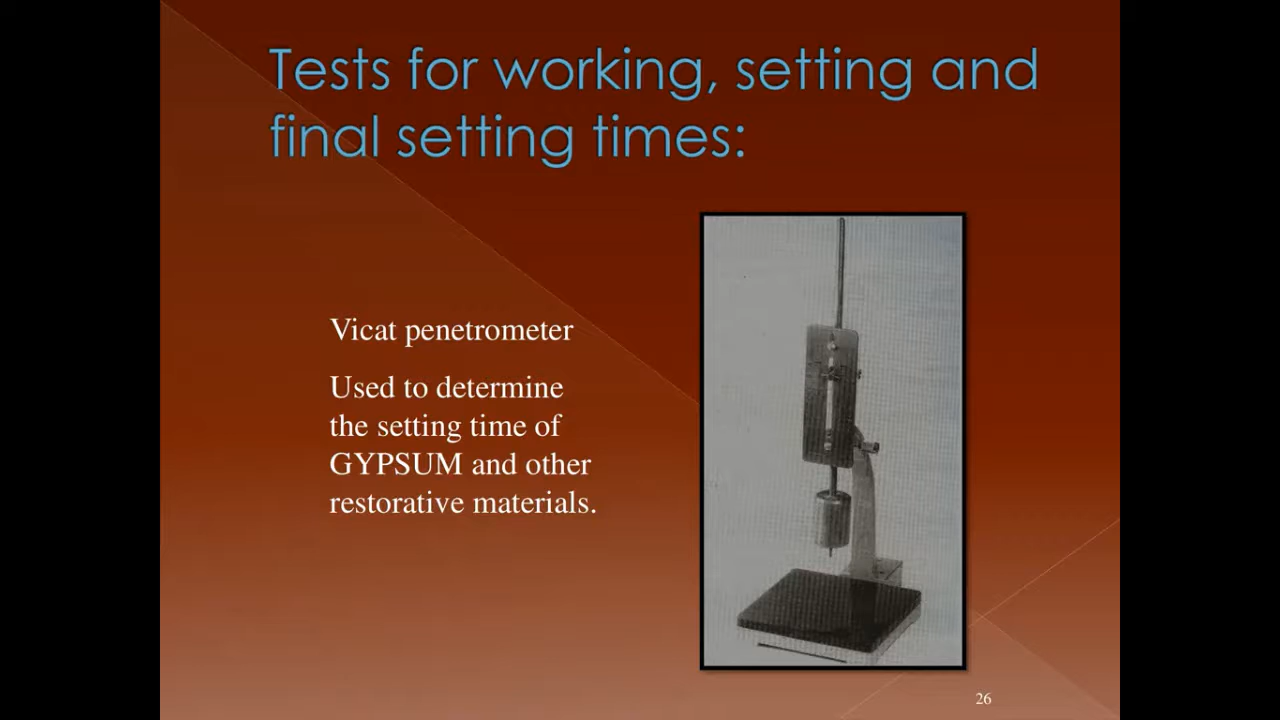 Tests for working, setting and
final setting times:
Vicat penetrometer
Used to determine
the setting time of
GYPSUM and other
restorative materials.
26